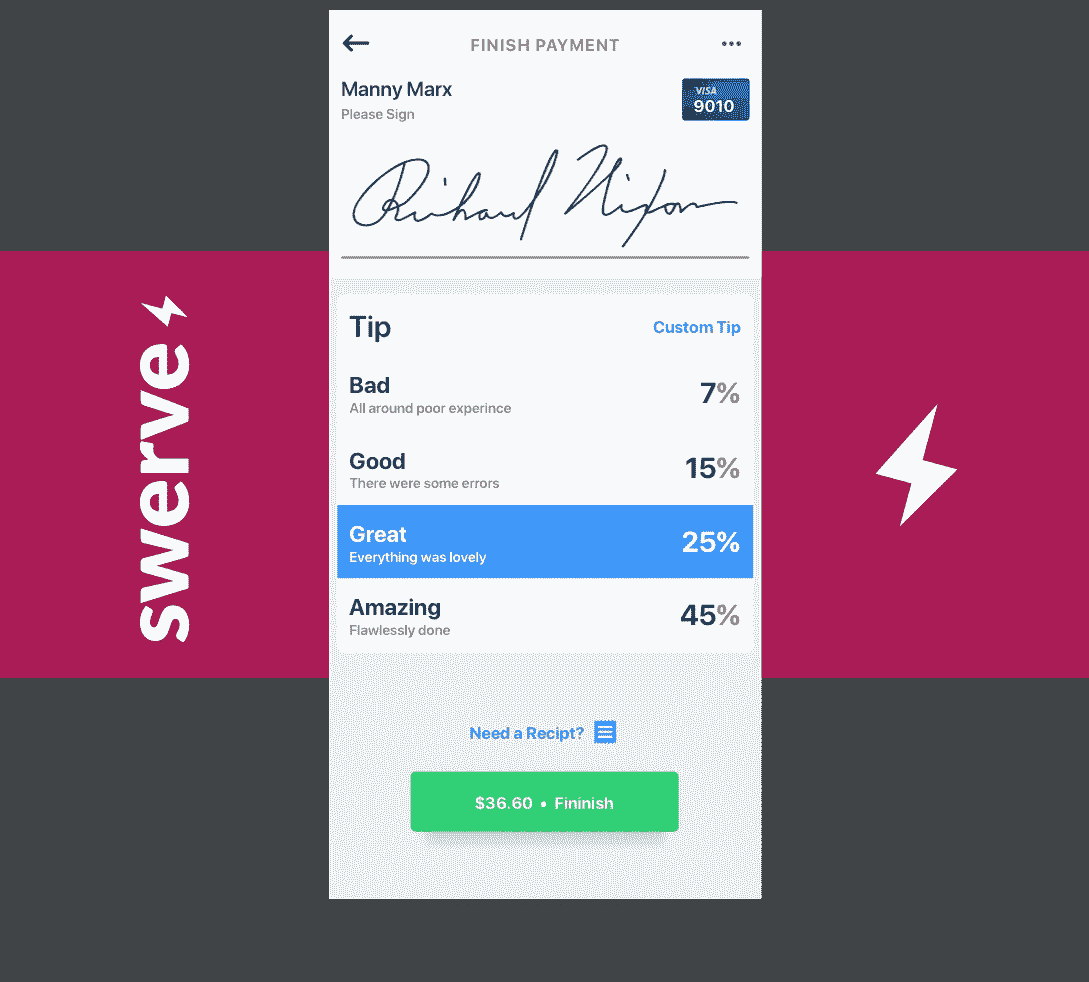 FINISH PAYMENT
Manny Marx
VISA
Please Sign
9010
Richard Nixon
swerve
Tip
Custom Tip
Bad
7%
All around poor experince
Good
15%
There were some errors
Great
25%
Everything was lovely
Amazing
45%
Flawlessly done
Need a Recipt?
$36.60 • Fininish